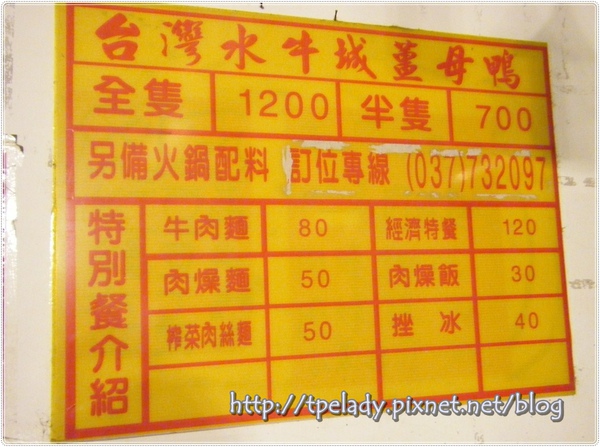 台灣水牛城薑母鴨
全隻 1200 半隻 700
另備火鍋配料 訂位專線 (037)732097
特別餐介紹
牛肉麵 80 經濟特餐 120
肉燥麵 50 肉燥飯 30
榨菜肉絲麵 50 挫冰 40
http://tpelady.pixnet.net/blog